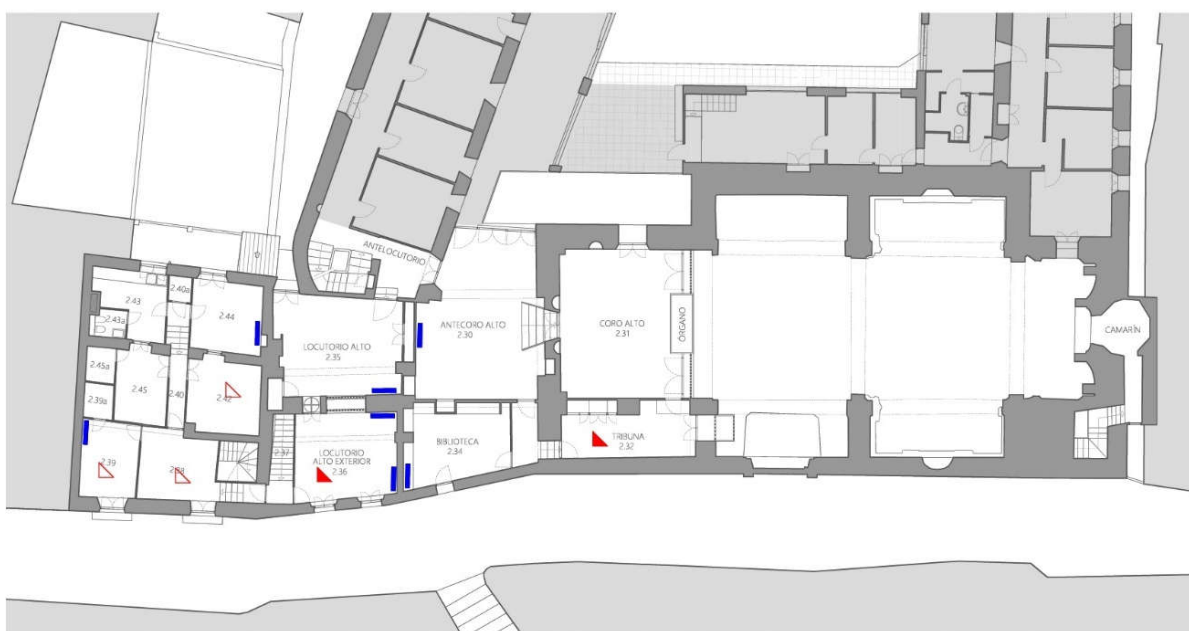 ANTELOCUTORIO
2.40a
2.43
2.43a
2.44
LOCUTORIO ALTO
2.35
ANTECORO ALTO
2.30
CORO ALTO
2.31
ÓRGANO
CAMARÍN
2.45a
2.45
2.40
2.42
2.39a
2.39
2.38
2.37
LOCUTORIO
ALTO EXTERIOR
2.36
BIBLIOTECA
2.34
TRIBUNA
2.32